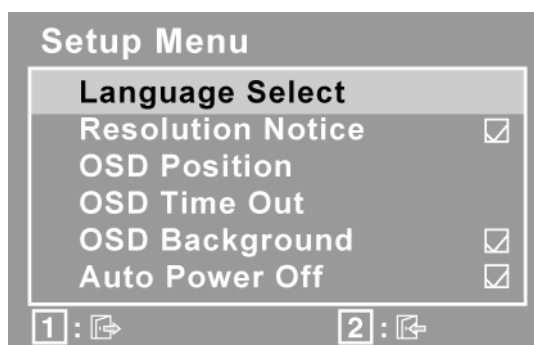 Setup Menu
Language Select
Resolution Notice
OSD Position
OSD Time Out
OSD Background
Auto Power Off
1 : 2 :